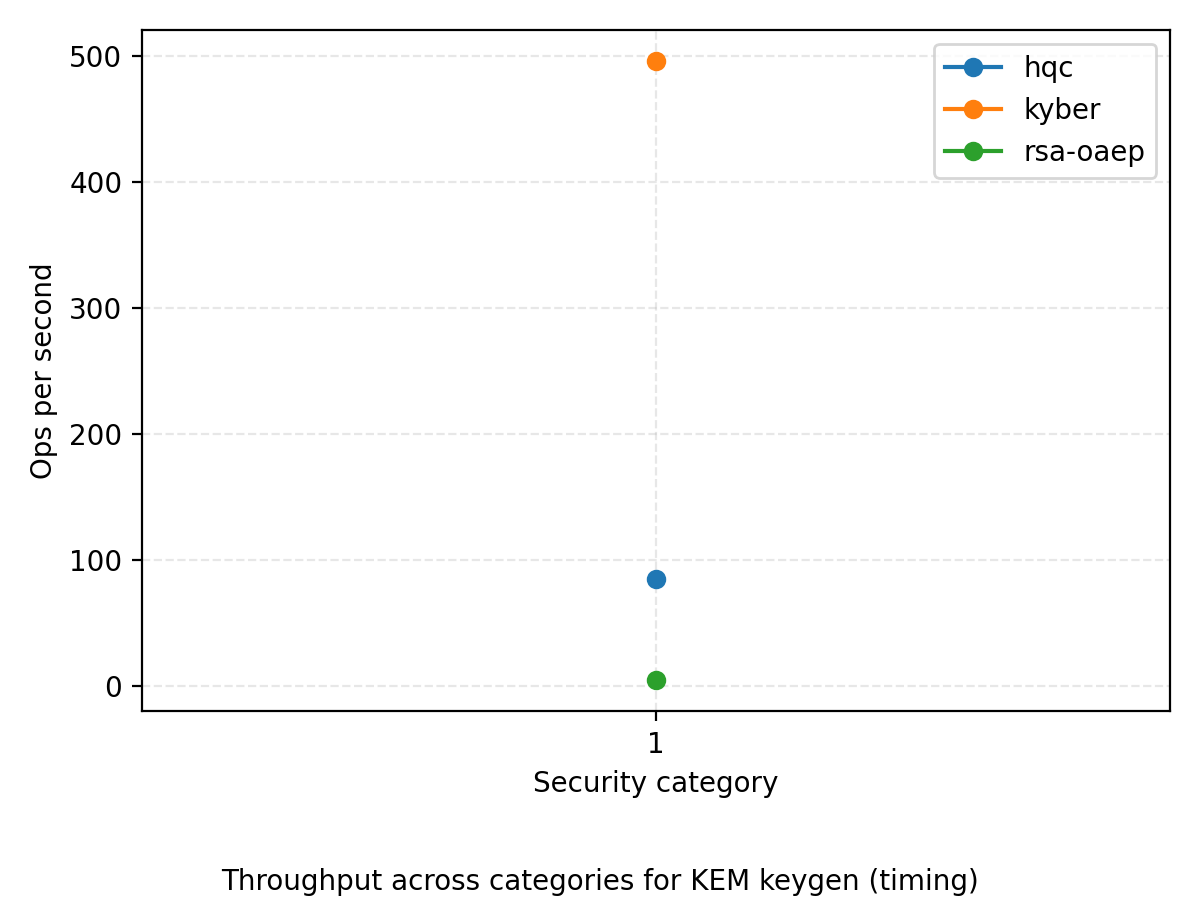 500
400
300
200
100
0
Ops per second
hqc
kyber
rsa-oaep
1
Security category
Throughput across categories for KEM keygen (timing)